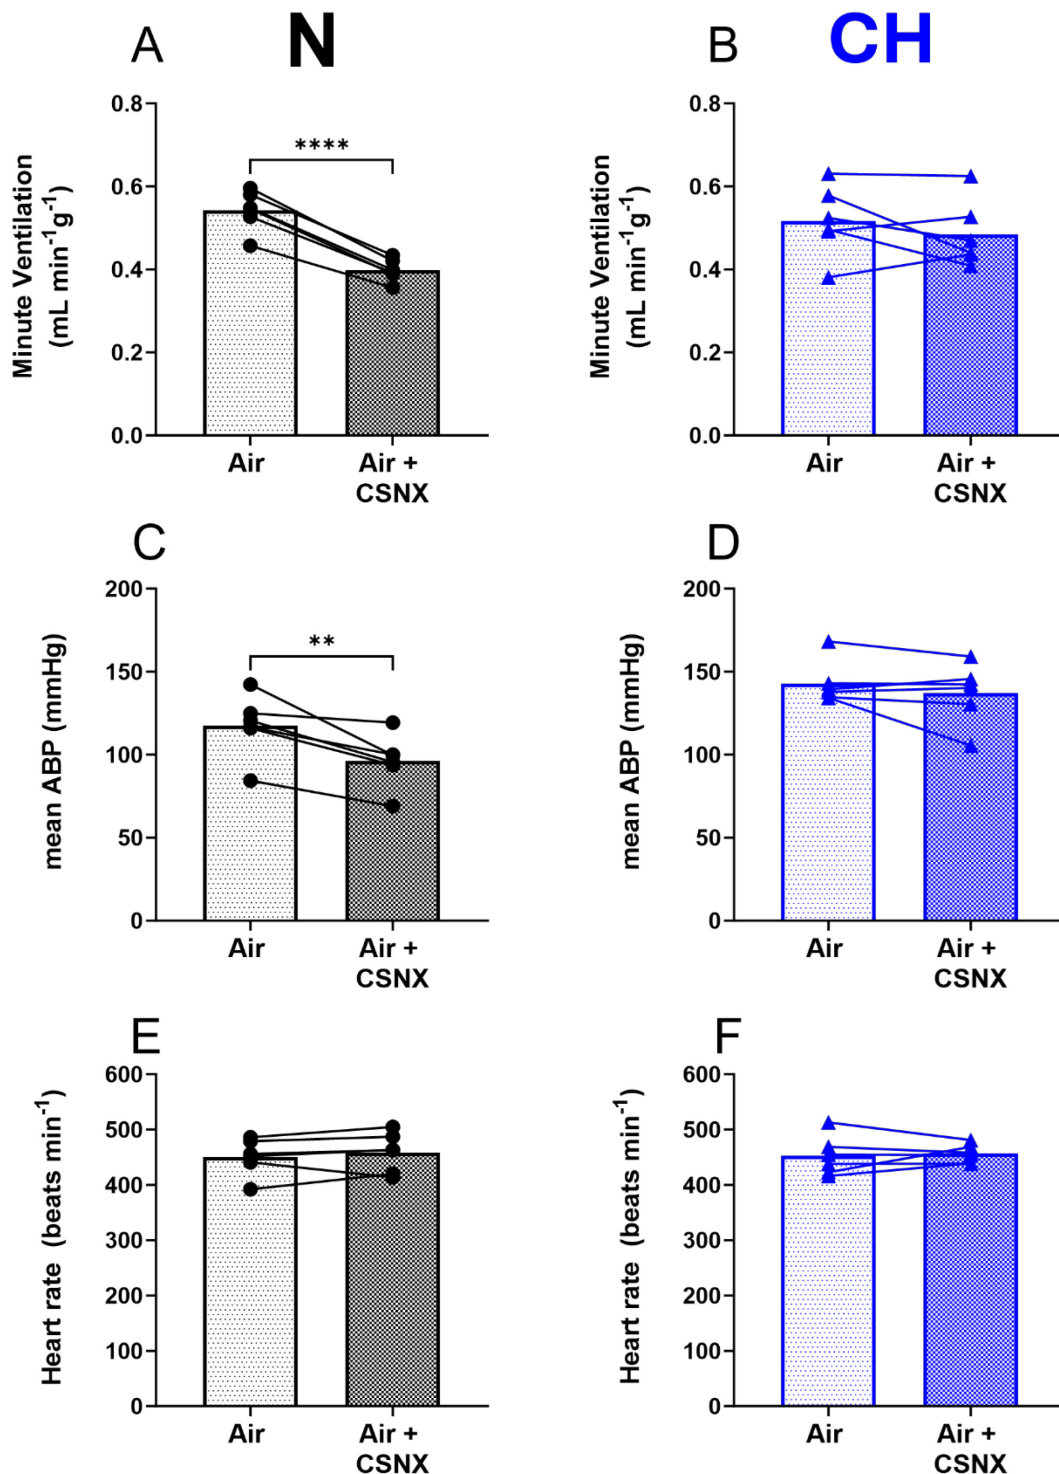 A N
B CH
Minute Ventilation
(mL min⁻¹g⁻¹)
0.8
0.6
0.4
0.2
0.0
****
Air
Air +
CSNX
Minute Ventilation
(mL min⁻¹g⁻¹)
0.8
0.6
0.4
0.2
0.0
Air
Air +
CSNX
C
mean ABP (mmHg)
200
150
100
50
0
**
Air
Air +
CSNX
D
mean ABP (mmHg)
200
150
100
50
0
Air
Air +
CSNX
E
Heart rate (beats min⁻¹)
600
500
400
300
200
100
0
Air
Air +
CSNX
F
Heart rate (beats min⁻¹)
600
500
400
300
200
100
0
Air
Air +
CSNX